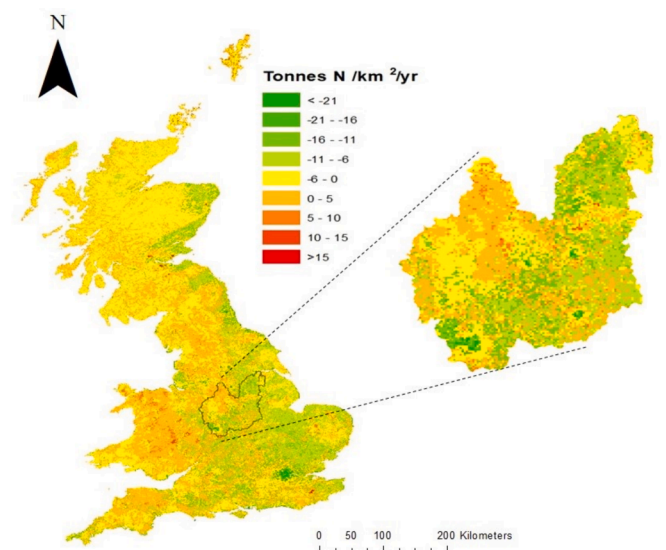 N
Tonnes N /km ²/yr
< -21
-21 - -16
-16 - -11
-11 - -6
-6 - 0
0 - 5
5 - 10
10 - 15
>15
0 50 100 200 Kilometers